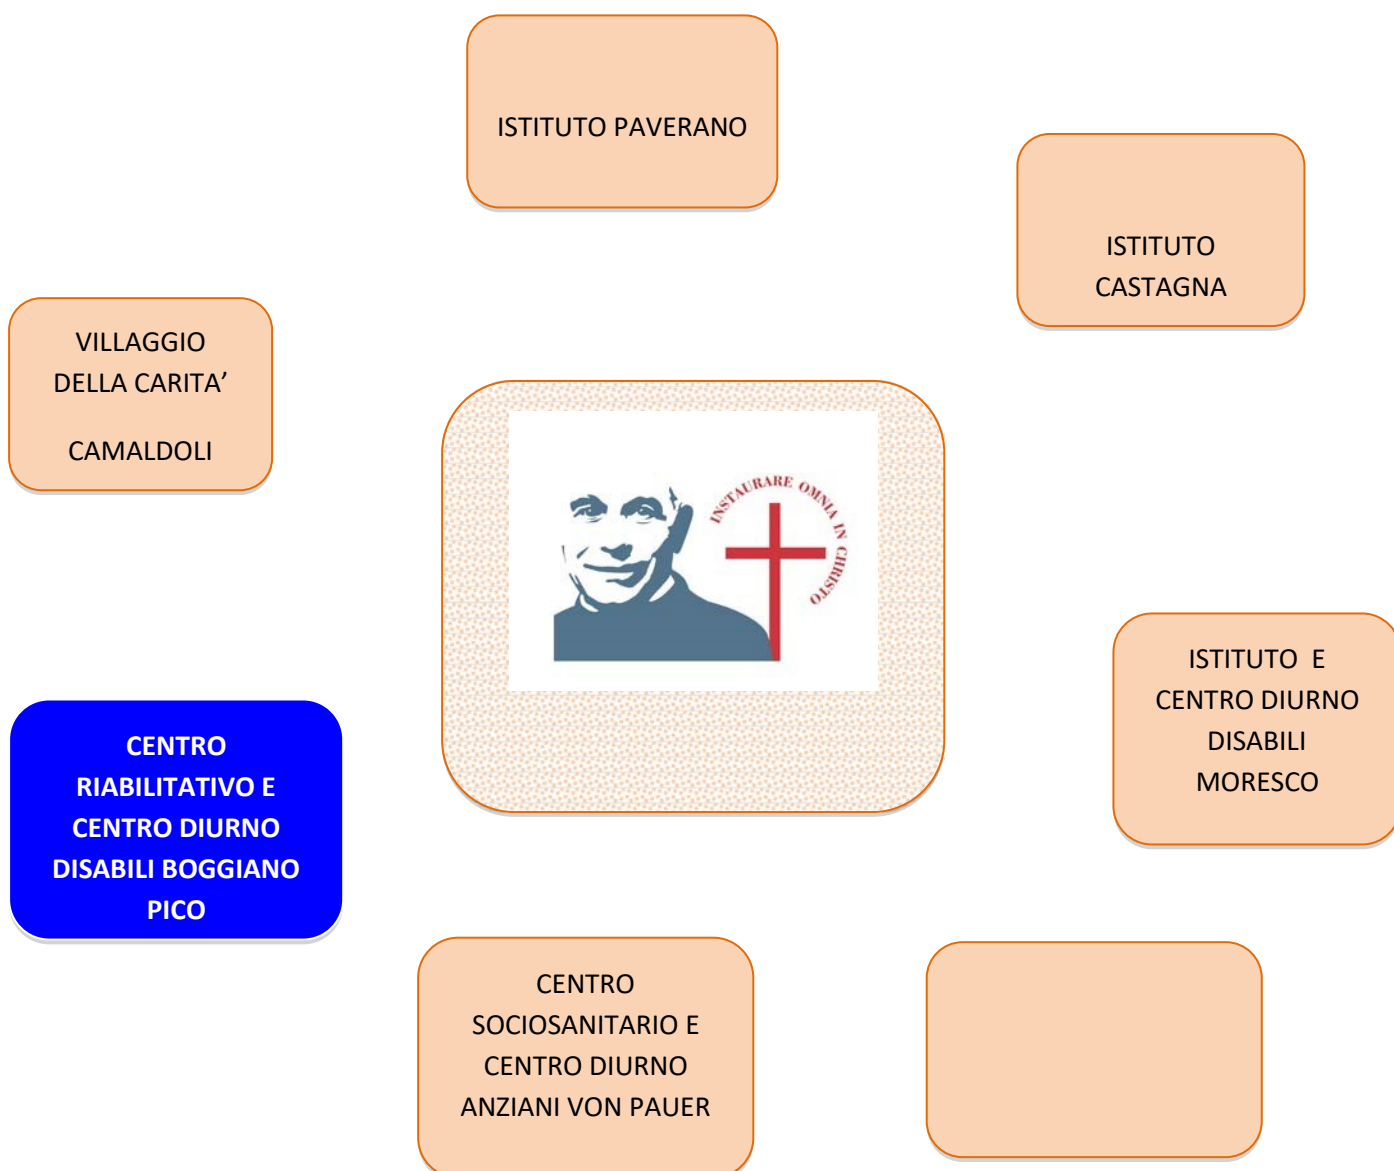 ISTITUTO PAVERANO
ISTITUTO
CASTAGNA
VILLAGGIO
DELLA CARITA’
CAMALDOLI
INSTAURARE OMNIA IN CHRISTO
ISTITUTO E
CENTRO DIURNO
DISABILI
MORESCO
CENTRO
RIABILITATIVO E
CENTRO DIURNO
DISABILI BOGGIANO
PICO
CENTRO
SOCIOSANITARIO E
CENTRO DIURNO
ANZIANI VON PAUER